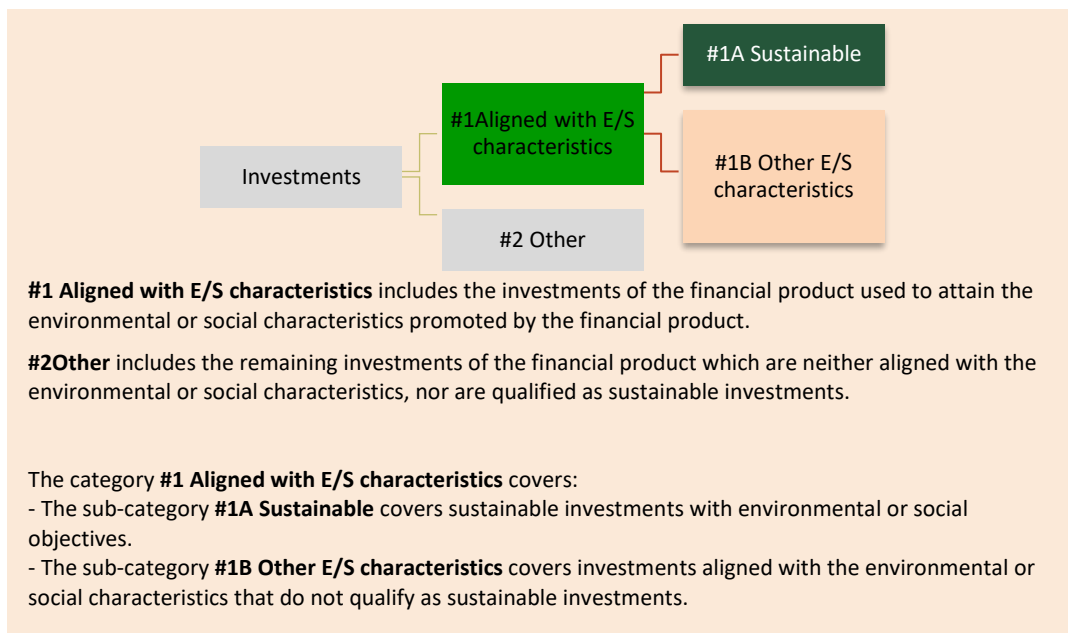 #1A Sustainable
#1Aligned with E/S
characteristics
Investments
#1B Other E/S
characteristics
#2 Other
#1 Aligned with E/S characteristics includes the investments of the financial product used to attain the
environmental or social characteristics promoted by the financial product.
#2Other includes the remaining investments of the financial product which are neither aligned with the
environmental or social characteristics, nor are qualified as sustainable investments.
The category #1 Aligned with E/S characteristics covers:
- The sub-category #1A Sustainable covers sustainable investments with environmental or social
objectives.
- The sub-category #1B Other E/S characteristics covers investments aligned with the environmental or
social characteristics that do not qualify as sustainable investments.